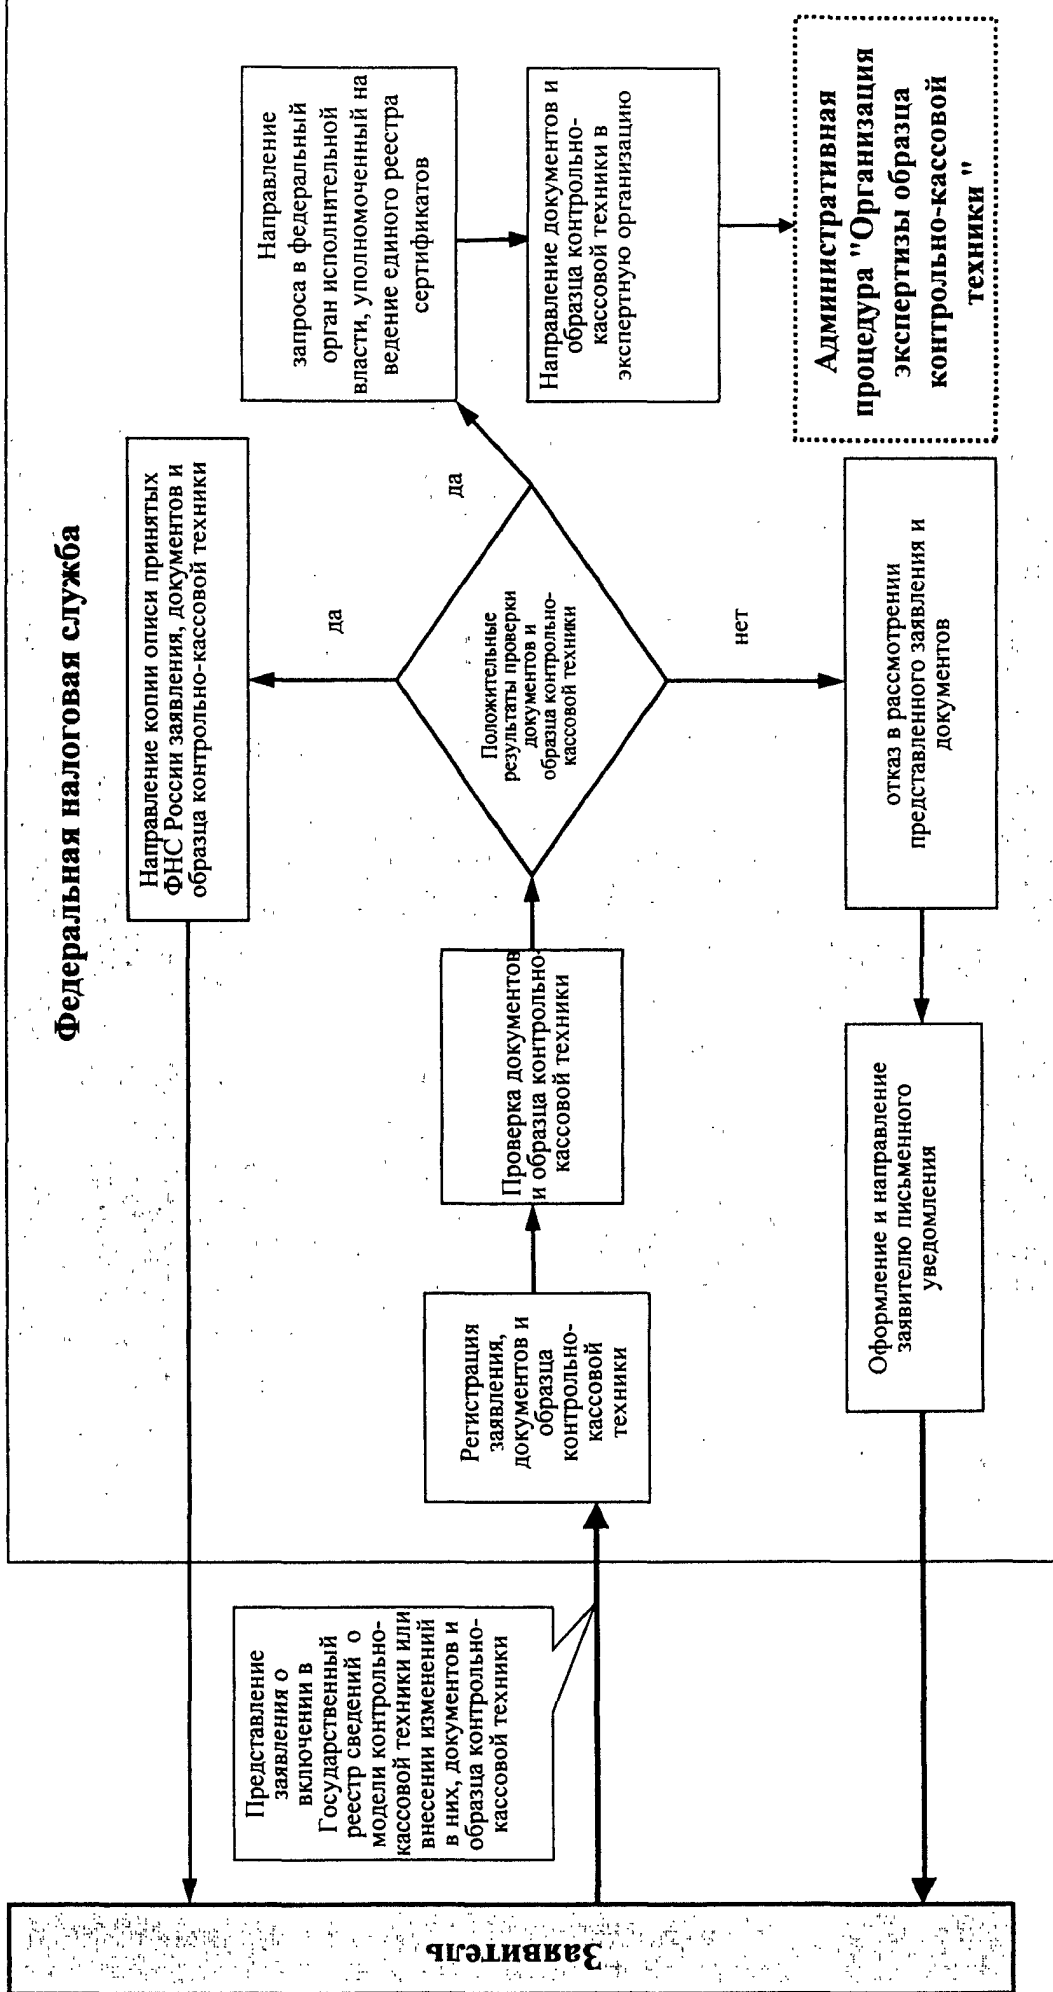 Федеральная налоговая служба
Заявитель
Представление
заявления о
включении в
Государственный
реестр сведений о
модели контрольно-
кассовой техники или
внесении изменений
в них, документов и
образца контрольно-
кассовой техники
Регистрация
заявления,
документов и
образца
контрольно-
кассовой
техники
Проверка документов
и образца контрольно-
кассовой техники
Положительные
результаты проверки
документов и
образца контрольно-
кассовой техники
да
да
нет
Направление копии описи принятых
ФНС России заявления, документов и
образца контрольно-кассовой техники
Направление
запроса в федеральный
орган исполнительной
власти, уполномоченный на
ведение единого реестра
сертификатов
Направление документов и
образца контрольно-
кассовой техники в
экспертную организацию
Административная
процедура "Организация
экспертизы образца
контрольно-кассовой
техники"
отказ в рассмотрении
представленного заявления и
документов
Оформление и направление
заявителю письменного
уведомления